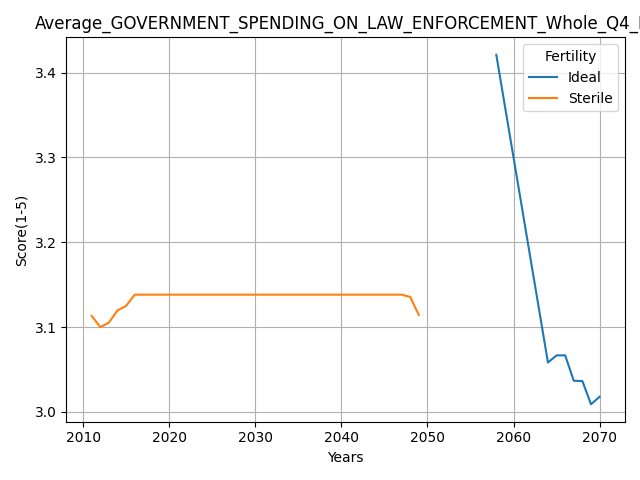 Average_GOVERNMENT_SPENDING_ON_LAW_ENFORCEMENT_Whole_Q4_
Fertility
Ideal
Sterile
Score(1-5)
3.4
3.3
3.2
3.1
3.0
2010 2020 2030 2040 2050 2060 2070
Years